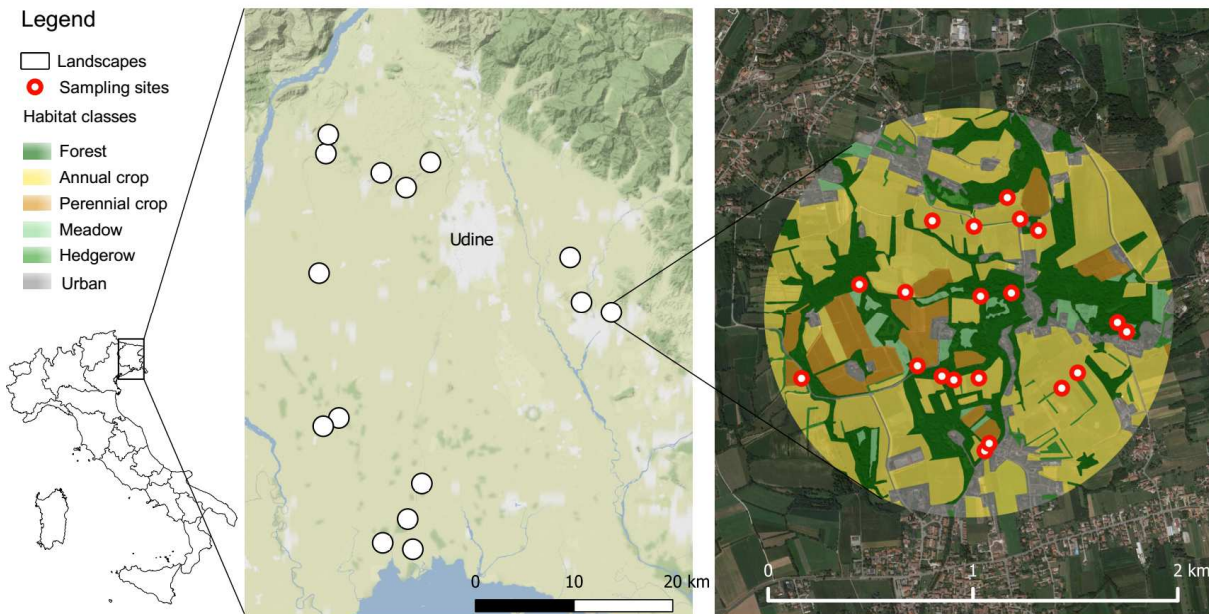 Legend
Landscapes
Sampling sites
Habitat classes
Forest
Annual crop
Perennial crop
Meadow
Hedgerow
Urban
Udine
0 10 20 km
0 1 2 km